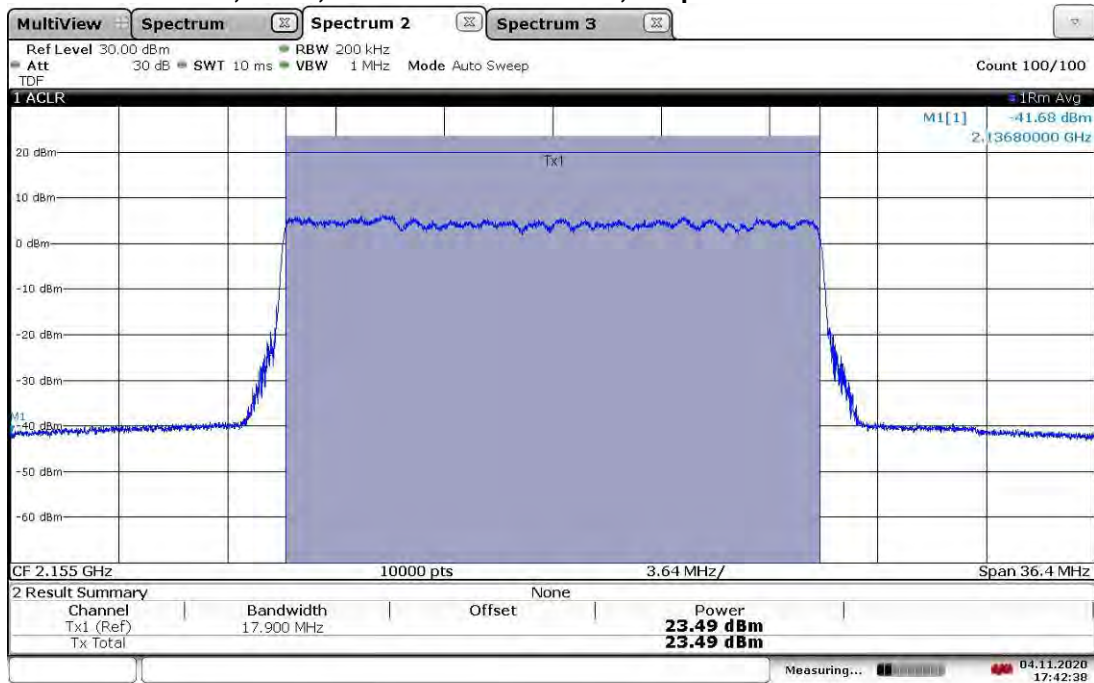 MultiView Spectrum Spectrum 2 Spectrum 3
Ref Level 30.00 dBm RBW 200 kHz
Att 30 dB SWT 10 ms VBW 1 MHz Mode Auto Sweep Count 100/100
TDF
1 ACLR 1Rm Avg
M1[1] -41.68 dBm
2.13680000 GHz
20 dBm
Tx1
10 dBm
0 dBm
-10 dBm
-20 dBm
-30 dBm
M1
-40 dBm
-50 dBm
-60 dBm
CF 2.155 GHz 10000 pts 3.64 MHz/ Span 36.4 MHz
2 Result Summary None
Channel Bandwidth Offset Power
Tx1 (Ref) 17.900 MHz 23.49 dBm
Tx Total 23.49 dBm
Measuring... 04.11.2020
17:42:38